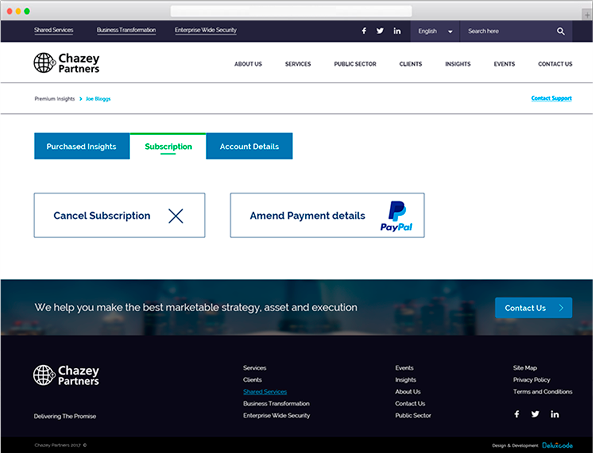 Shared Services Business Transformation Enterprise Wide Security English Search here
Chazey
Partners
ABOUT US SERVICES PUBLIC SECTOR CLIENTS INSIGHTS EVENTS CONTACT US
Premium Insights Joe Bloggs Contact Support
Purchased Insights Subscription Account Details
Cancel Subscription Amend Payment details PayPal
We help you make the best marketable strategy, asset and execution Contact Us
Chazey
Partners
Services Events Site Map
Clients Insights Privacy Policy
Shared Services About Us Terms and Conditions
Business Transformation Contact Us
Delivering The Promise Enterprise Wide Security Public Sector
Chazey Partners 2017 © Design & Development Deluxcode